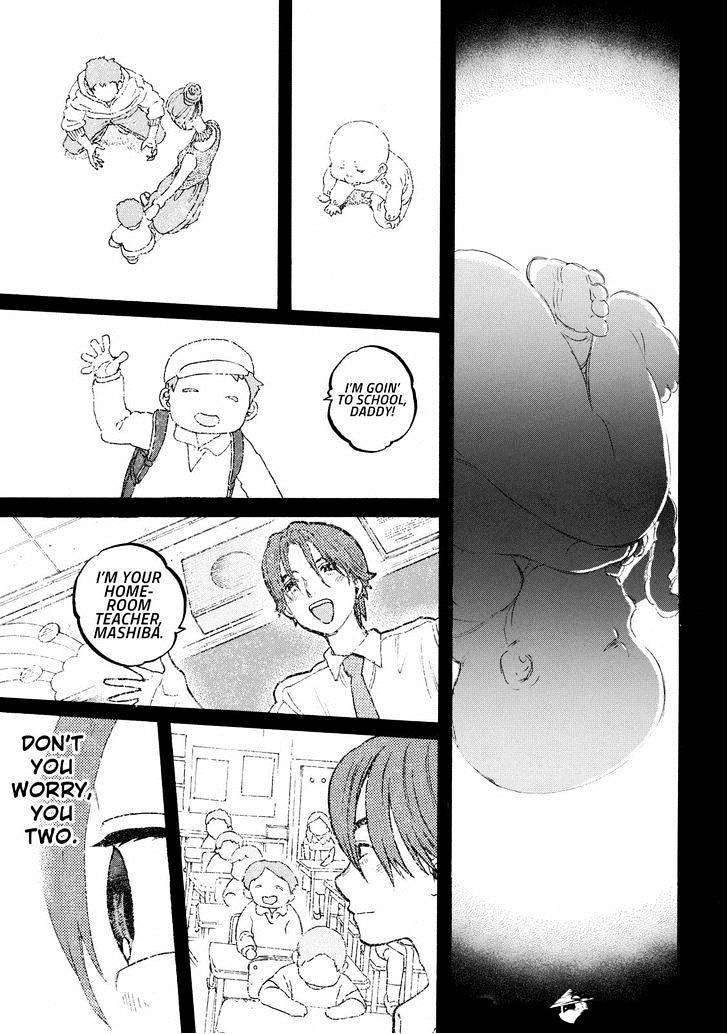 I'M GOIN'
TO SCHOOL,
DADDY!
I'M YOUR
HOME-
ROOM
TEACHER,
MASHIBA.
DON'T
YOU
WORRY,
YOU
TWO.